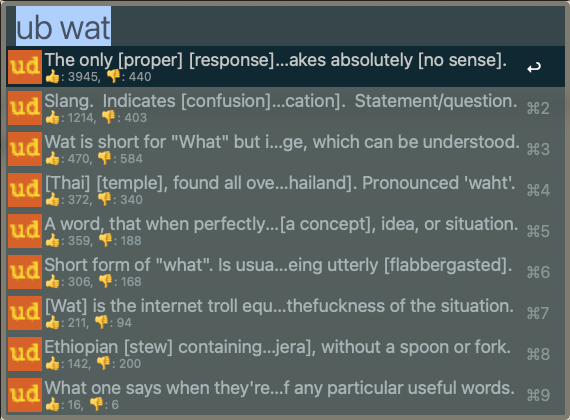 ub wat
ud The only [proper] [response]...akes absolutely [no sense]. ↩
👍: 3945, 👎: 440
ud Slang.  Indicates [confusion]...cation].  Statement/question. ⌘2
👍: 1214, 👎: 403
ud Wat is short for "What" but i...ge, which can be understood. ⌘3
👍: 470, 👎: 584
ud [Thai] [temple], found all ove...hailand]. Pronounced 'waht'. ⌘4
👍: 372, 👎: 340
ud A word, that when perfectly...[a concept], idea, or situation. ⌘5
👍: 359, 👎: 188
ud Short form of "what". Is usua...eing utterly [flabbergasted]. ⌘6
👍: 306, 👎: 168
ud [Wat] is the internet troll equ...thefuckness of the situation. ⌘7
👍: 211, 👎: 94
ud Ethiopian [stew] containing...jera], without a spoon or fork. ⌘8
👍: 142, 👎: 200
ud What one says when they're...f any particular useful words. ⌘9
👍: 16, 👎: 6